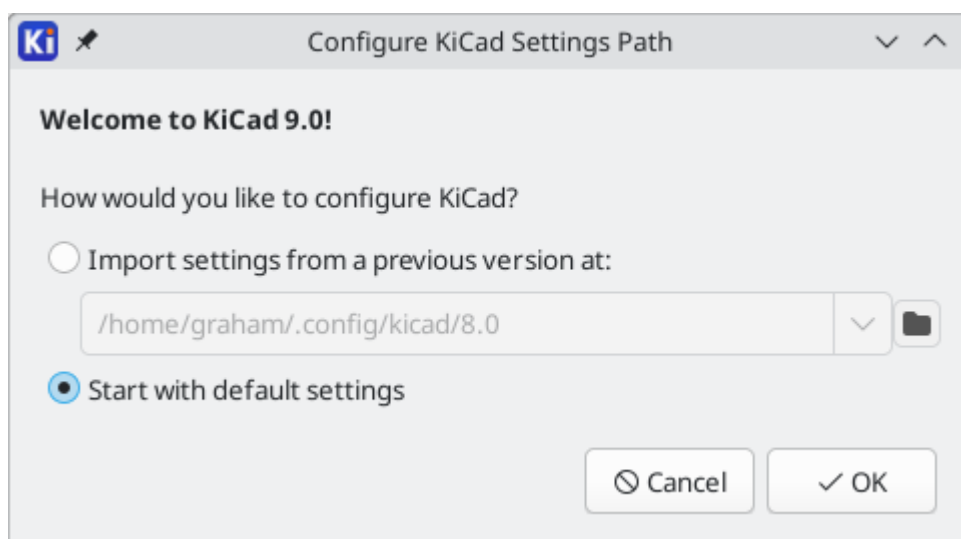 Ki Configure KiCad Settings Path
Welcome to KiCad 9.0!
How would you like to configure KiCad?
Import settings from a previous version at:
/home/graham/.config/kicad/8.0
Start with default settings
Cancel OK